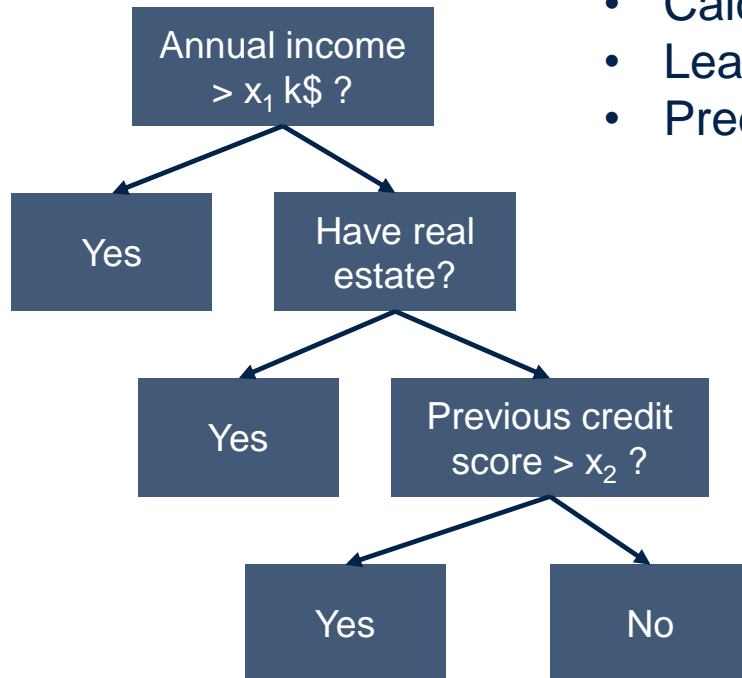 Annual income
> x₁ k$ ?
Yes
Have real
estate?
Yes
Previous credit
score > x₂ ?
Yes
No
•
•
•